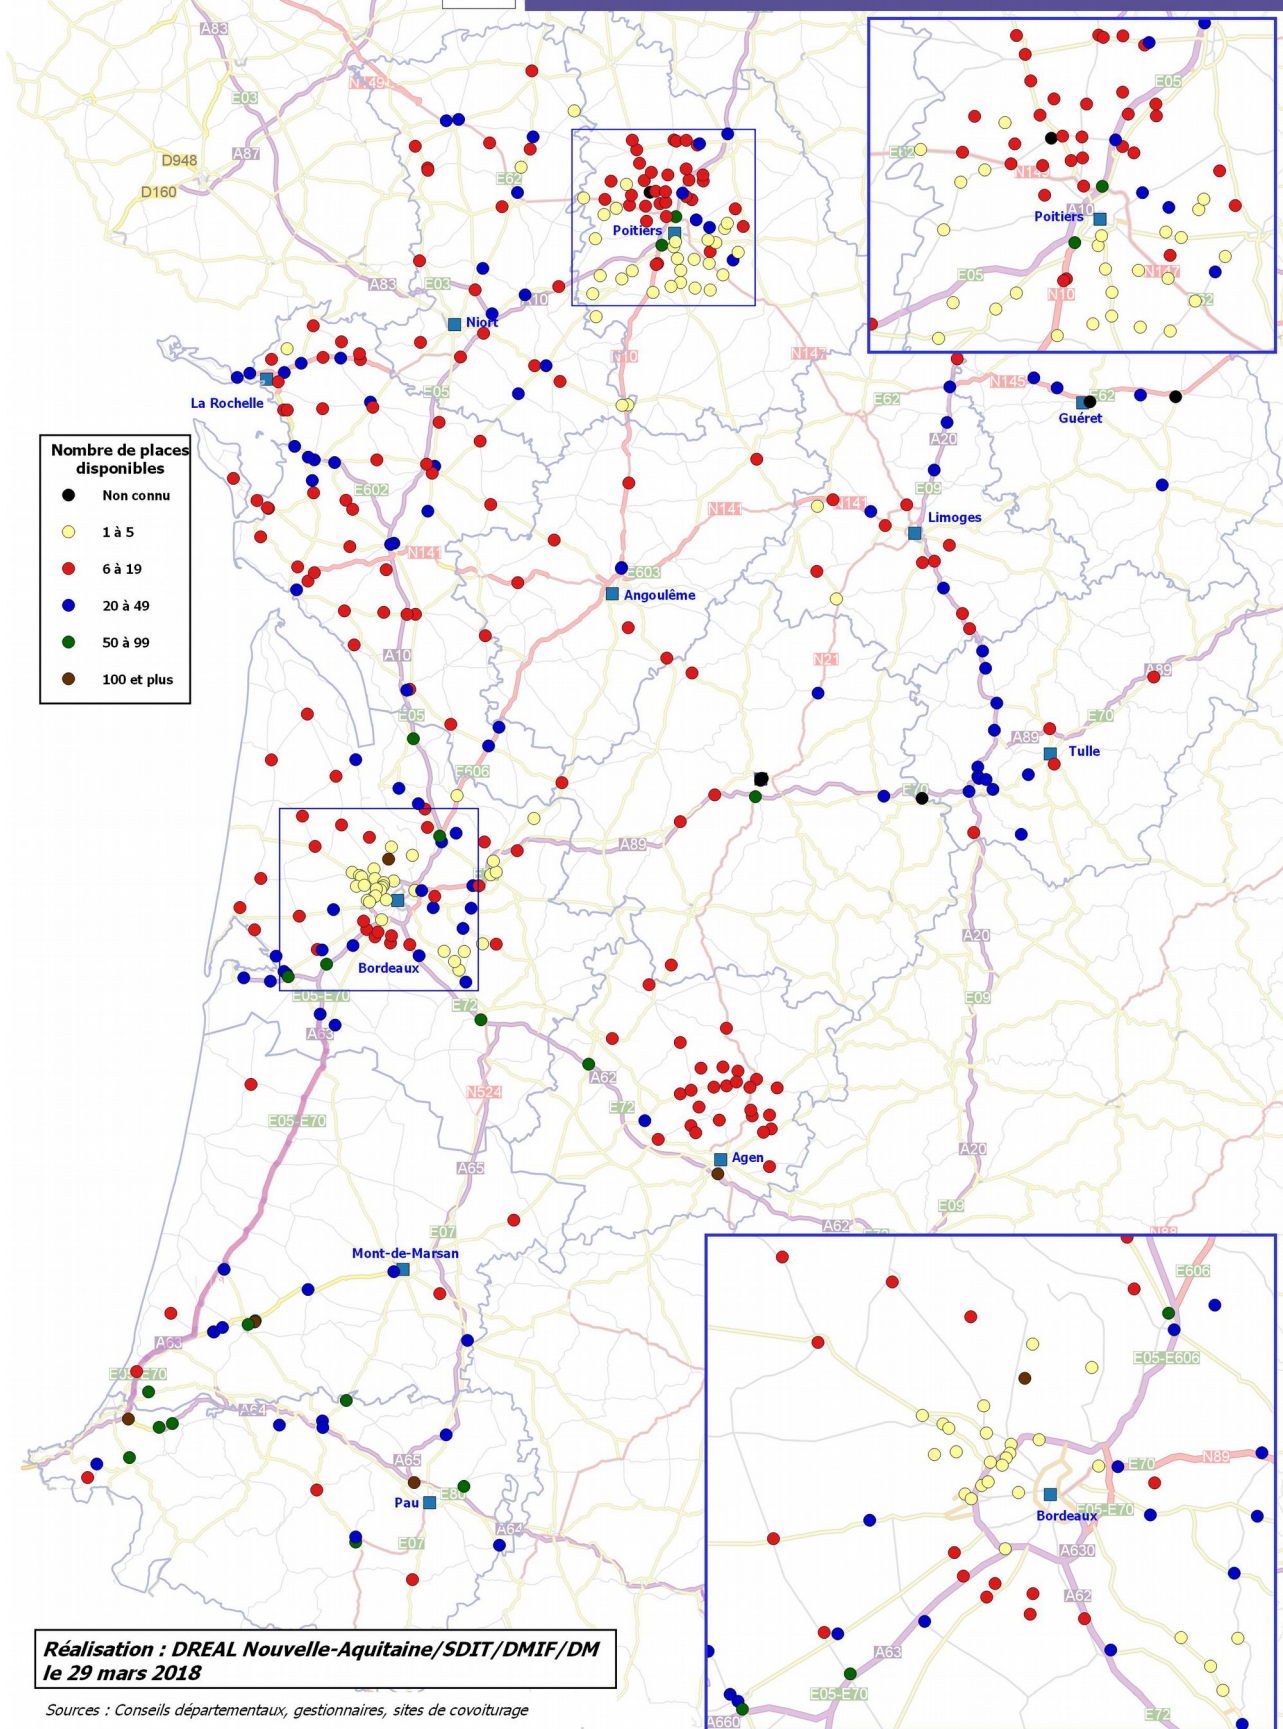 A83
N149
E03
D948
A87
D160
E62
Poitiers
A83
E03
A10
Niort
N10
N147
La Rochelle
E05
E62
N145
E62
Guéret
A20
E09
E602
N141
N141
N141
Limoges
E603
Angoulême
A10
N21
A89
E05
E70
A89
Tulle
E606
E70
A89
A20
Bordeaux
E05-E70
E72
E09
A63
A62
N524
E72
E05-E70
A20
A65
Agen
E09
A62
E07
Mont-de-Marsan
A63
A64
A65
Pau
E80
A64
E07
Nombre de places
disponibles
Non connu
1 à 5
6 à 19
20 à 49
50 à 99
100 et plus
E05
N149
A10
Poitiers
E05
N147
N10
E606
E05-E606
E70
N89
E05-E70
Bordeaux
A630
A62
A63
E05-E70
A660
E72
Réalisation : DREAL Nouvelle-Aquitaine/SDIT/DMIF/DM
le 29 mars 2018
Sources : Conseils départementaux, gestionnaires, sites de covoiturage